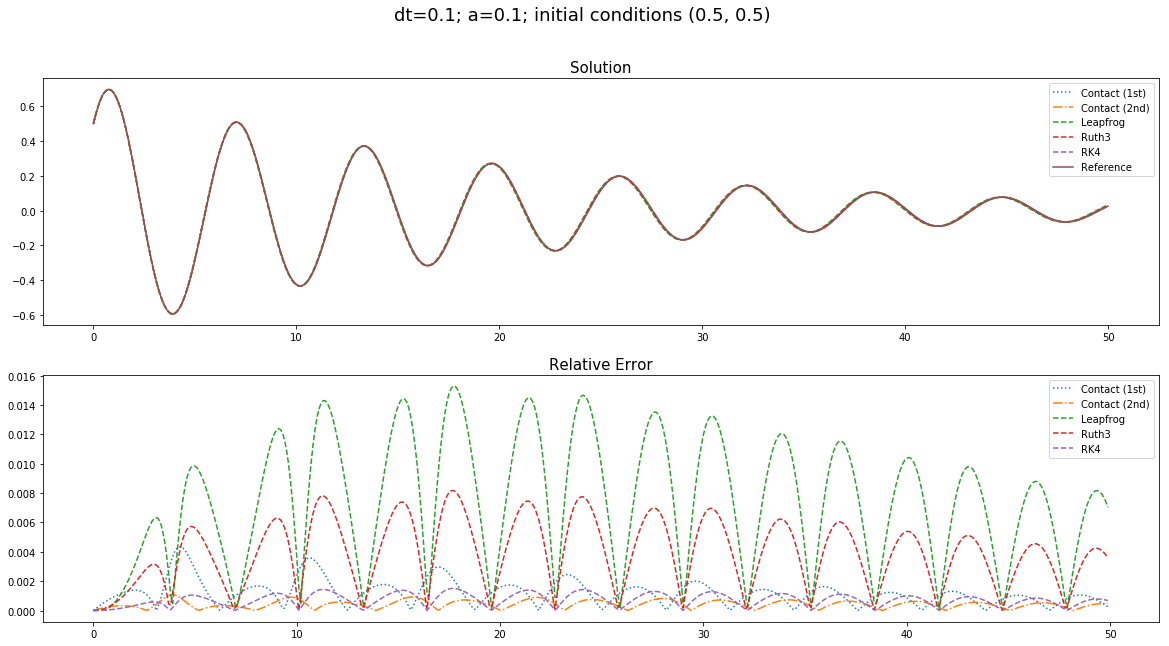 dt=0.1; a=0.1; initial conditions (0.5, 0.5)
Solution
0.6
0.4
0.2
0.0
−0.2
−0.4
−0.6
0
10
20
30
40
50
Contact (1st)
Contact (2nd)
Leapfrog
Ruth3
RK4
Reference
Relative Error
0.016
0.014
0.012
0.010
0.008
0.006
0.004
0.002
0.000
0
10
20
30
40
50
Contact (1st)
Contact (2nd)
Leapfrog
Ruth3
RK4